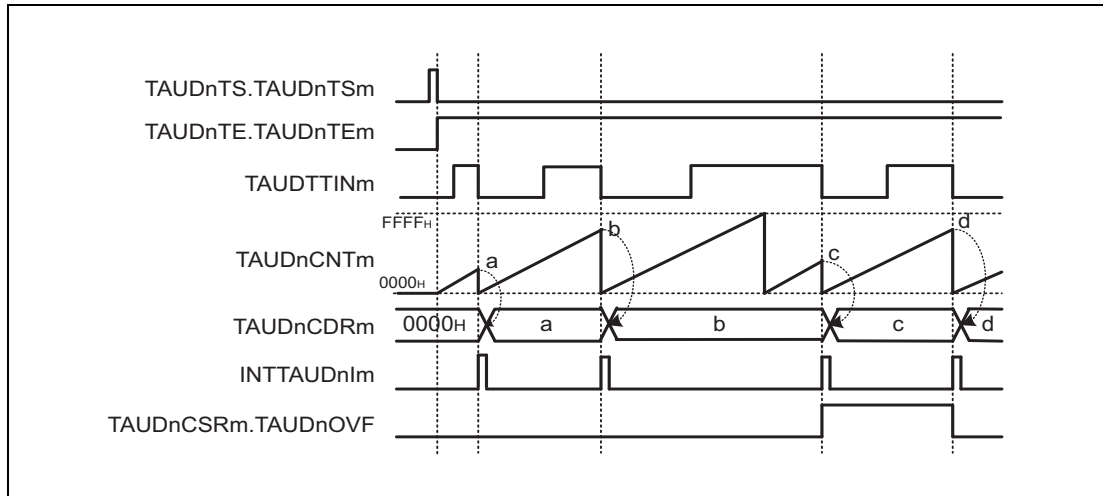 TAUDnTS.TAUDnTSm
TAUDnTE.TAUDnTEm
TAUDTTINm
FFFFH
TAUDnCNTm
0000H
a
b
c
d
TAUDnCDRm
0000H
a
b
c
d
INTTAUDnIm
TAUDnCSRm.TAUDnOVF